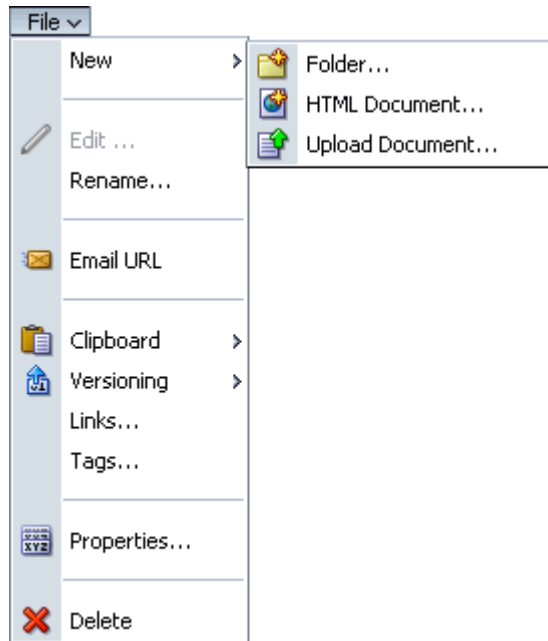 File
New
Folder...
HTML Document...
Upload Document...
Edit ...
Rename...
Email URL
Clipboard
Versioning
Links...
Tags...
Properties...
Delete